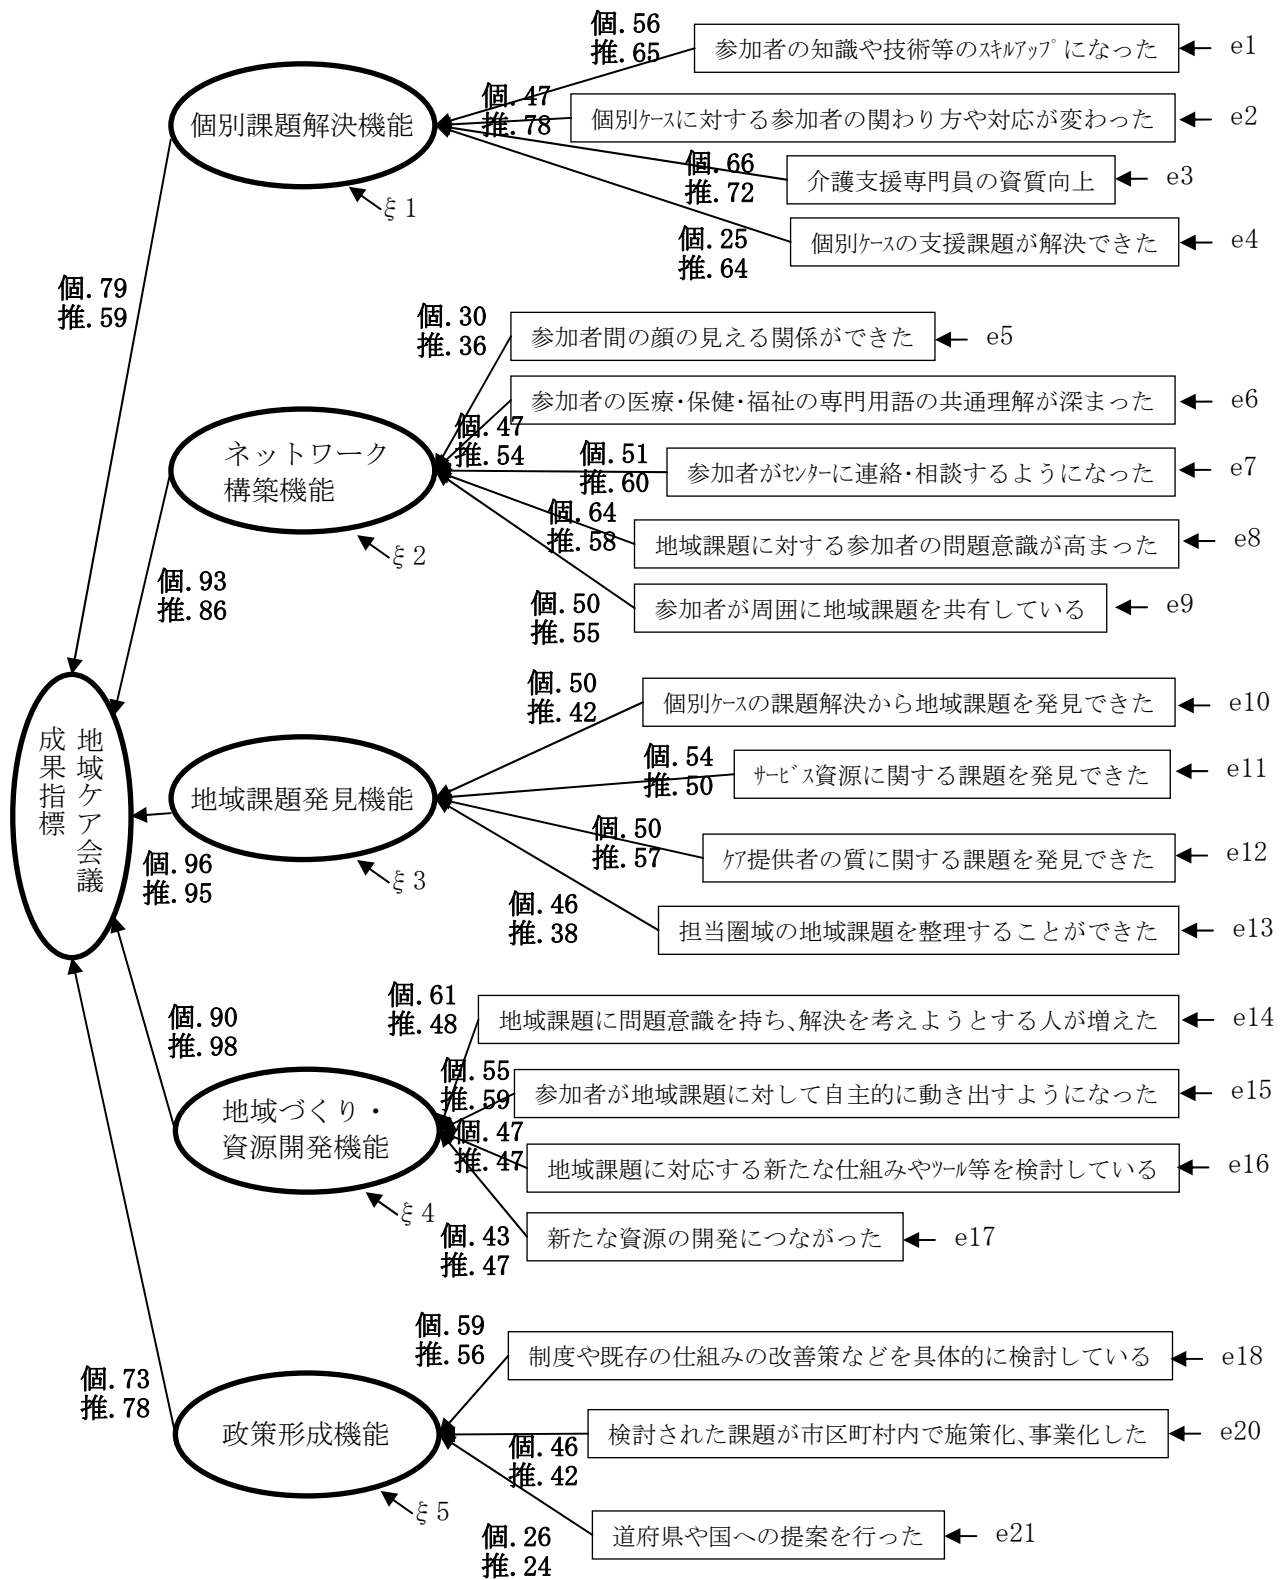 個.56
推.65
参加者の知識や技術等のｽｷﾙｱｯﾌﾟになった
e1
個.47
推.78
個別ｹｰｽに対する参加者の関わり方や対応が変わった
e2
個別課題解決機能
個.66
推.72
介護支援専門員の資質向上
e3
ξ1
個.25
推.64
個別ｹｰｽの支援課題が解決できた
e4
個.79
推.59
個.30
推.36
参加者間の顔の見える関係ができた
e5
参加者の医療･保健･福祉の専門用語の共通理解が深まった
e6
個.47
推.54
ネットワーク
構築機能
個.51
推.60
参加者がｾﾝﾀｰに連絡･相談するようになった
e7
個.64
推.58
地域課題に対する参加者の問題意識が高まった
e8
ξ2
個.93
推.86
個.50
推.55
参加者が周囲に地域課題を共有している
e9
個.50
推.42
個別ｹｰｽの課題解決から地域課題を発見できた
e10
地域ケア会議
成果指標
個.54
推.50
ｻｰﾋﾞｽ資源に関する課題を発見できた
e11
地域課題発見機能
個.50
推.57
ｹｱ提供者の質に関する課題を発見できた
e12
ξ3
個.96
推.95
個.46
推.38
担当圏域の地域課題を整理することができた
e13
個.90
推.98
個.61
推.48
地域課題に問題意識を持ち､解決を考えようとする人が増えた
e14
個.55
推.59
参加者が地域課題に対して自主的に動き出すようになった
e15
地域づくり・
資源開発機能
個.47
推.47
地域課題に対応する新たな仕組みやﾂｰﾙ等を検討している
e16
ξ4
個.43
推.47
新たな資源の開発につながった
e17
個.59
推.56
制度や既存の仕組みの改善策などを具体的に検討している
e18
個.73
推.78
政策形成機能
検討された課題が市区町村内で施策化､事業化した
e20
個.46
推.42
ξ5
個.26
推.24
道府県や国への提案を行った
e21